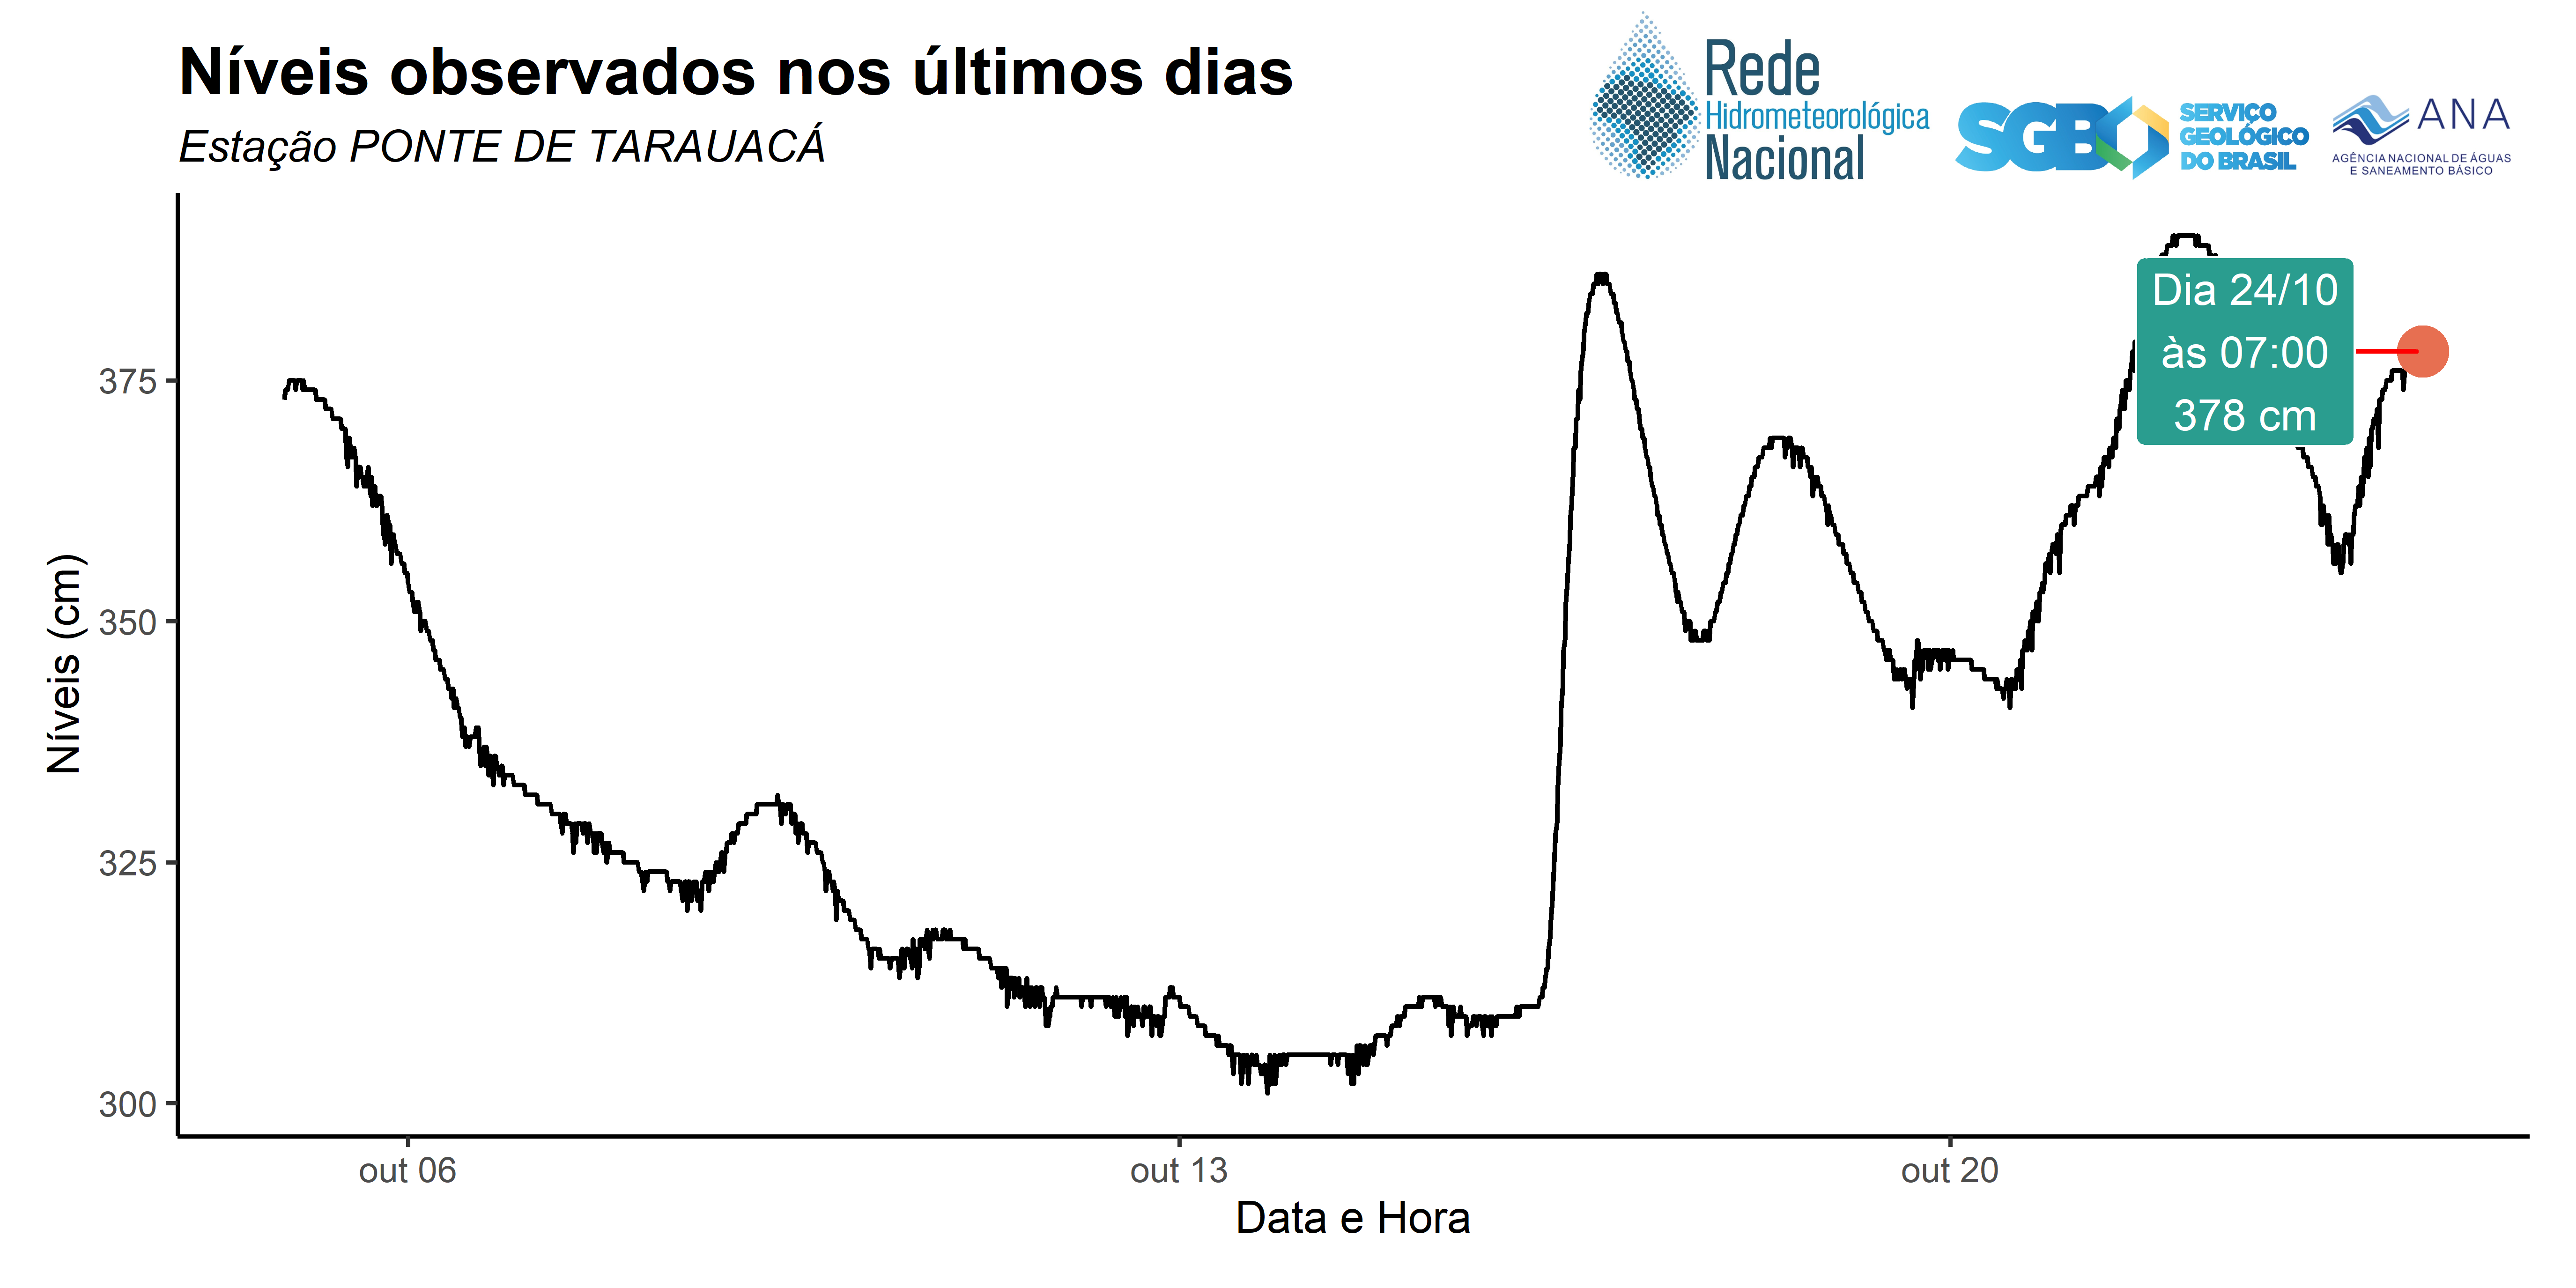 Níveis observados nos últimos dias
Estação PONTE DE TARAUACÁ
Rede
Hidrometeorológica
Nacional
SGB
SERVIÇO
GEOLÓGICO
DO BRASIL
ANA
AGÊNCIA NACIONAL DE ÁGUAS
E SANEAMENTO BÁSICO
Dia 24/10
às 07:00
378 cm
Níveis (cm)
375
350
325
300
out 06
out 13
out 20
Data e Hora